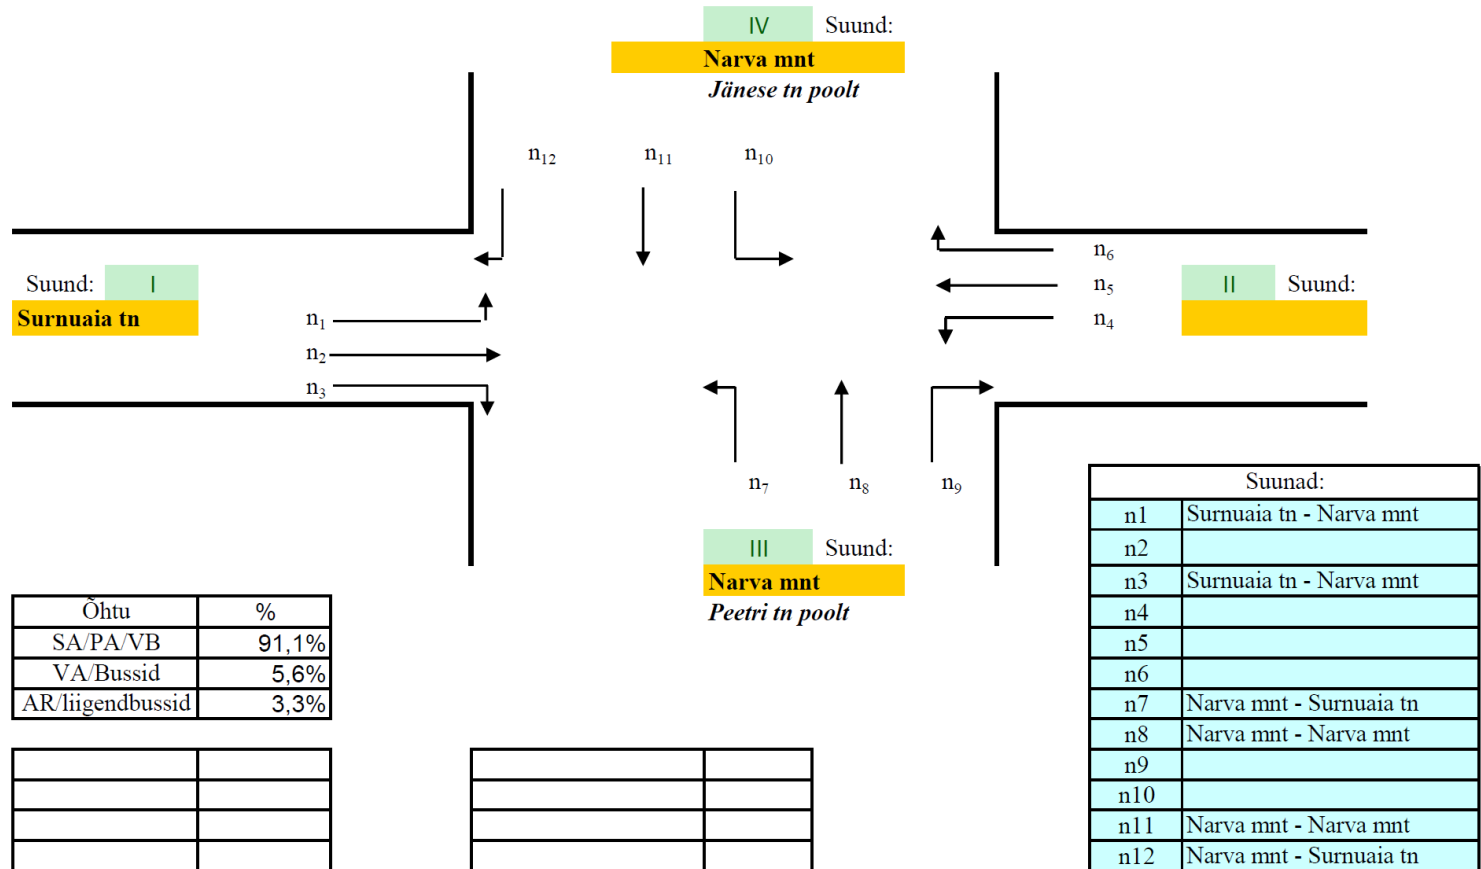 IV Suund:
Narva mnt
Jänese tn poolt
n12 n11 n10
n6
Suund: I
n5
II Suund:
Surnuaia tn
n1
n4
n2
n3
n7 n8 n9
III Suund:
Narva mnt
Peetri tn poolt
Õhtu %
SA/PA/VB 91,1%
VA/Bussid 5,6%
AR/liigendbussid 3,3%
Suunad:
n1 Surnuaia tn - Narva mnt
n2
n3 Surnuaia tn - Narva mnt
n4
n5
n6
n7 Narva mnt - Surnuaia tn
n8 Narva mnt - Narva mnt
n9
n10
n11 Narva mnt - Narva mnt
n12 Narva mnt - Surnuaia tn